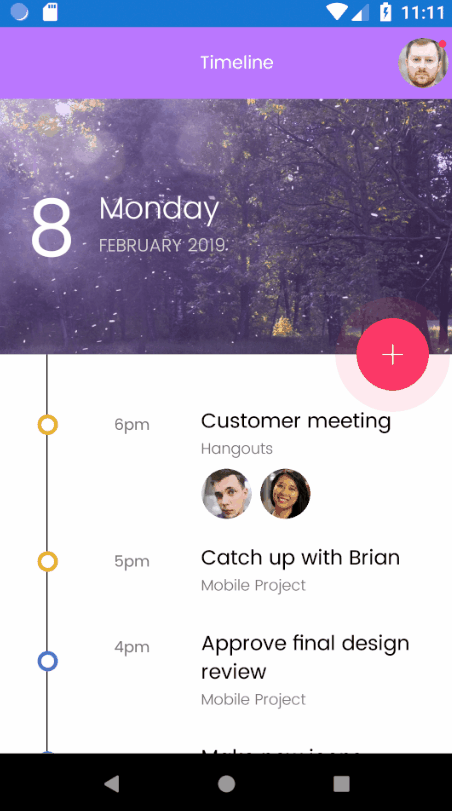 11:11
Timeline
8
Monday
FEBRUARY 2019
6pm
Customer meeting
Hangouts
5pm
Catch up with Brian
Mobile Project
4pm
Approve final design
review
Mobile Project